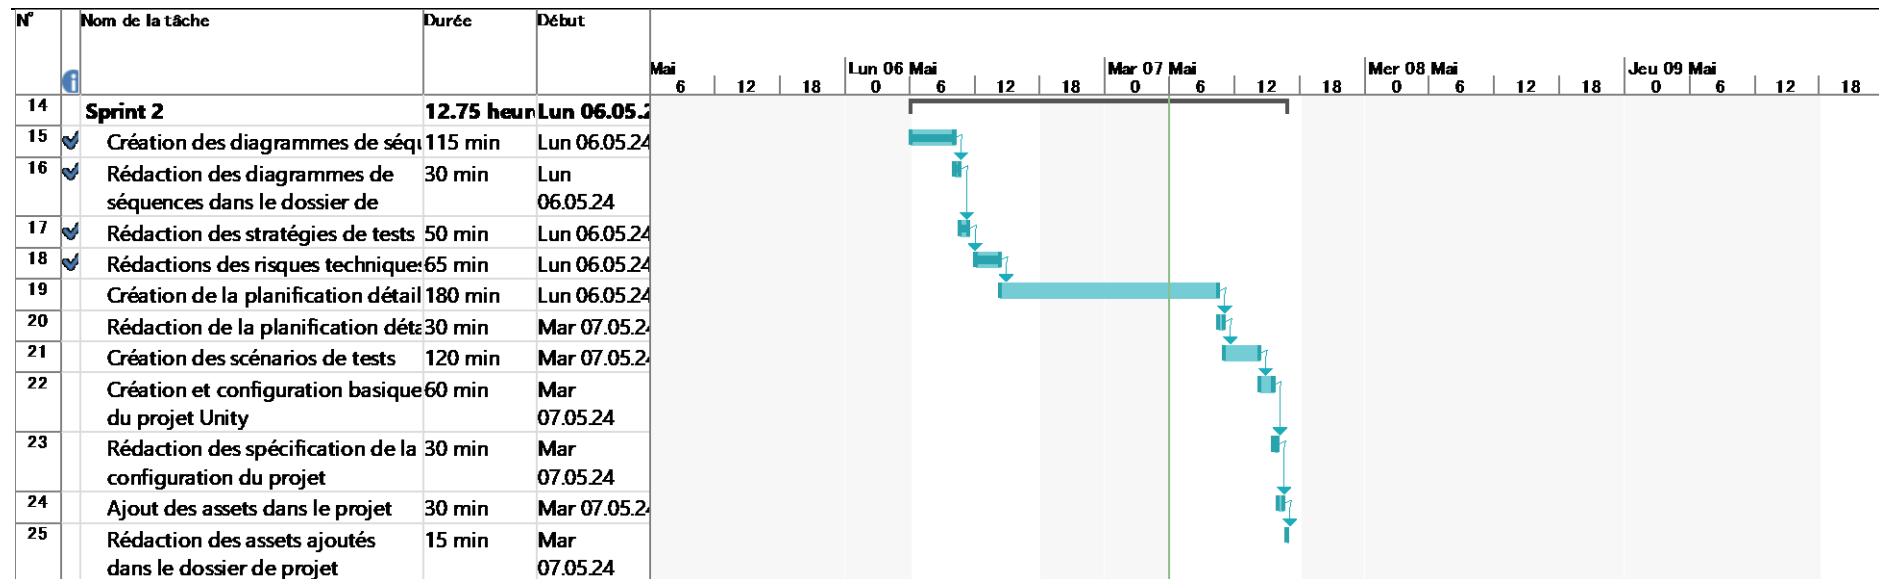 N° Nom de la tâche Durée Début
Mai Lun 06 Mai Mar 07 Mai Mer 08 Mai Jeu 09 Mai
6 12 18 0 6 12 18 0 6 12 18 0 6 12 18 0 6 12 18
14 Sprint 2 12.75 heur Lun 06.05.2
15 Création des diagrammes de séqu 115 min Lun 06.05.24
16 Rédaction des diagrammes de 30 min Lun
séquences dans le dossier de 06.05.24
17 Rédaction des stratégies de tests 50 min Lun 06.05.24
18 Rédactions des risques techniques 65 min Lun 06.05.24
19 Création de la planification détail 180 min Lun 06.05.24
20 Rédaction de la planification déta 30 min Mar 07.05.24
21 Création des scénarios de tests 120 min Mar 07.05.24
22 Création et configuration basique 60 min Mar
du projet Unity 07.05.24
23 Rédaction des spécification de la 30 min Mar
configuration du projet 07.05.24
24 Ajout des assets dans le projet 30 min Mar 07.05.24
25 Rédaction des assets ajoutés 15 min Mar
dans le dossier de projet 07.05.24